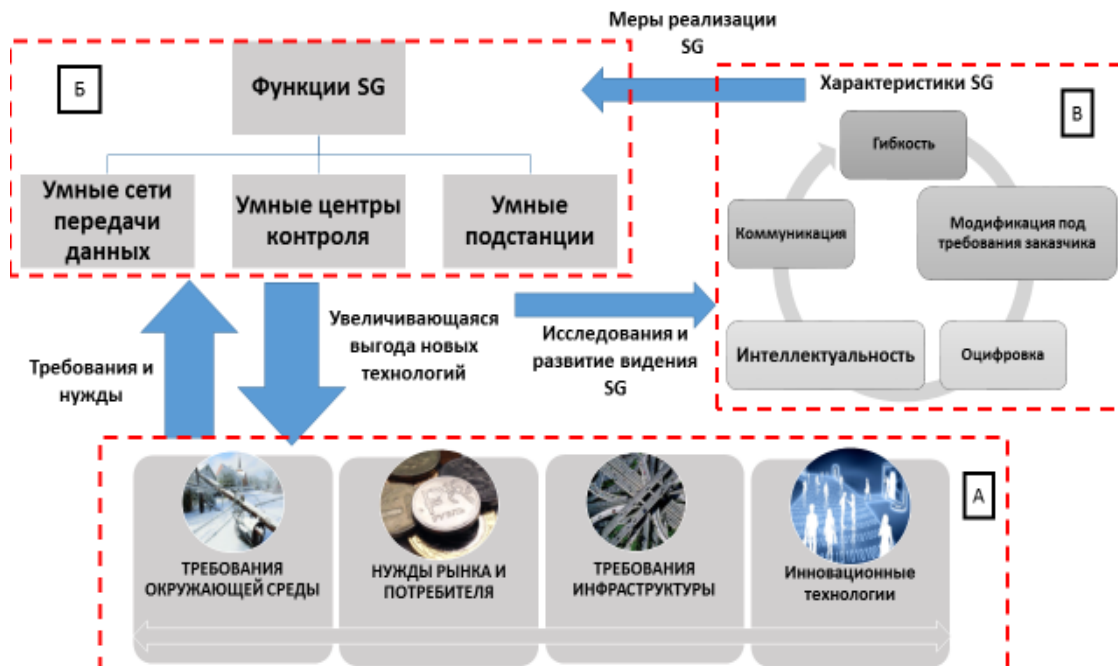 Меры реализации
SG
Б
Функции SG
Умные сети
передачи
данных
Умные центры
контроля
Умные
подстанции
Характеристики SG
В
Гибкость
Модификация под
требования заказчика
Оцифровка
Интеллектуальность
Коммуникация
Требования и
нужды
Увеличивающаяся
выгода новых
технологий
Исследования и
развитие видения
SG
А
ТРЕБОВАНИЯ
ОКРУЖАЮЩЕЙ СРЕДЫ
РУБЛЬ
НУЖДЫ РЫНКА И
ПОТРЕБИТЕЛЯ
ТРЕБОВАНИЯ
ИНФРАСТРУКТУРЫ
Инновационные
технологии